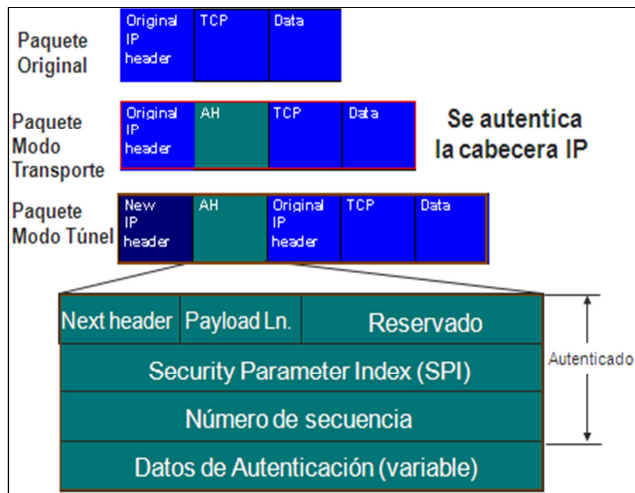 Paquete
Original
Original
IP
header
TCP
Data
Paquete
Modo
Transporte
Original
IP
header
AH
TCP
Data
Se autentica
la cabecera IP
Paquete
Modo Túnel
New
IP
header
AH
Original
IP
header
TCP
Data
Next header
Payload Ln.
Reservado
Security Parameter Index (SPI)
Número de secuencia
Datos de Autenticación (variable)
Autenticado